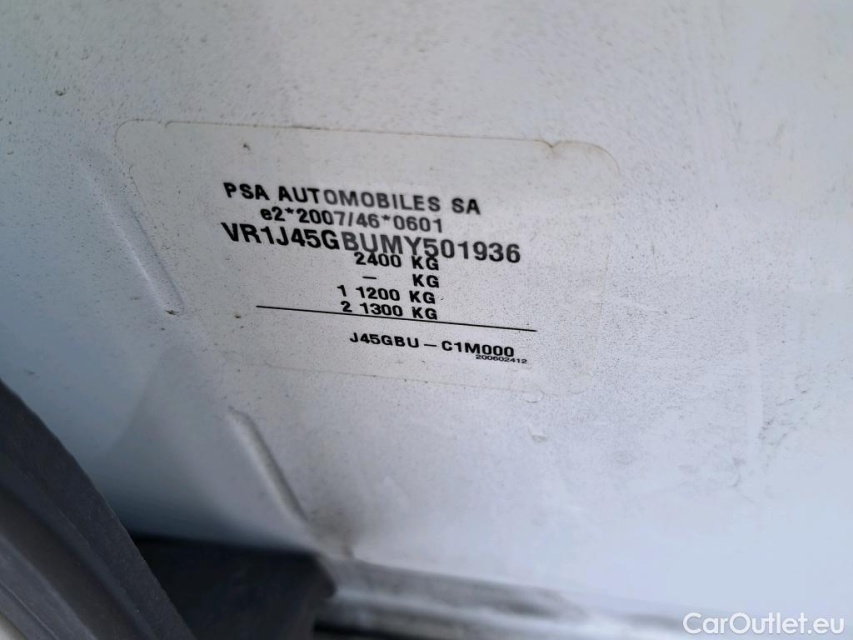 PSA AUTOMOBILES SA
e2*2007/46*0601
VR1J45GBUMY501936
2400 KG
– KG
1 1200 KG
2 1300 KG
J45GBU – C1M000
200602412
CarOutlet.eu